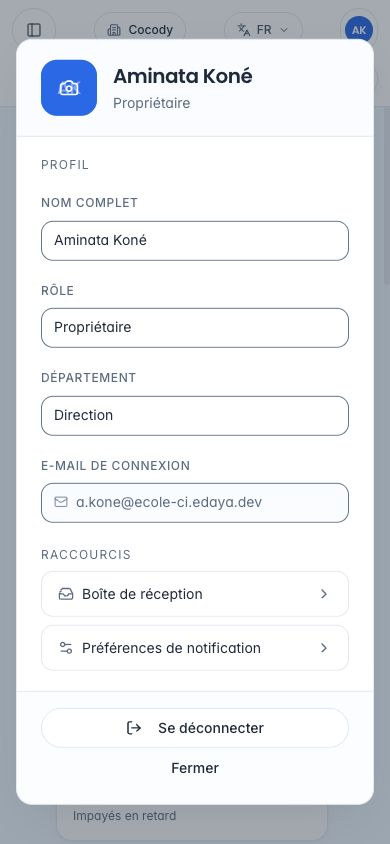 Cocody
FR
AK
Aminata Koné
Propriétaire
PROFIL
NOM COMPLET
Aminata Koné
RÔLE
Propriétaire
DÉPARTEMENT
Direction
E-MAIL DE CONNEXION
a.kone@ecole-ci.edaya.dev
RACCOURCIS
Boîte de réception
Préférences de notification
Se déconnecter
Fermer
Impayés en retard